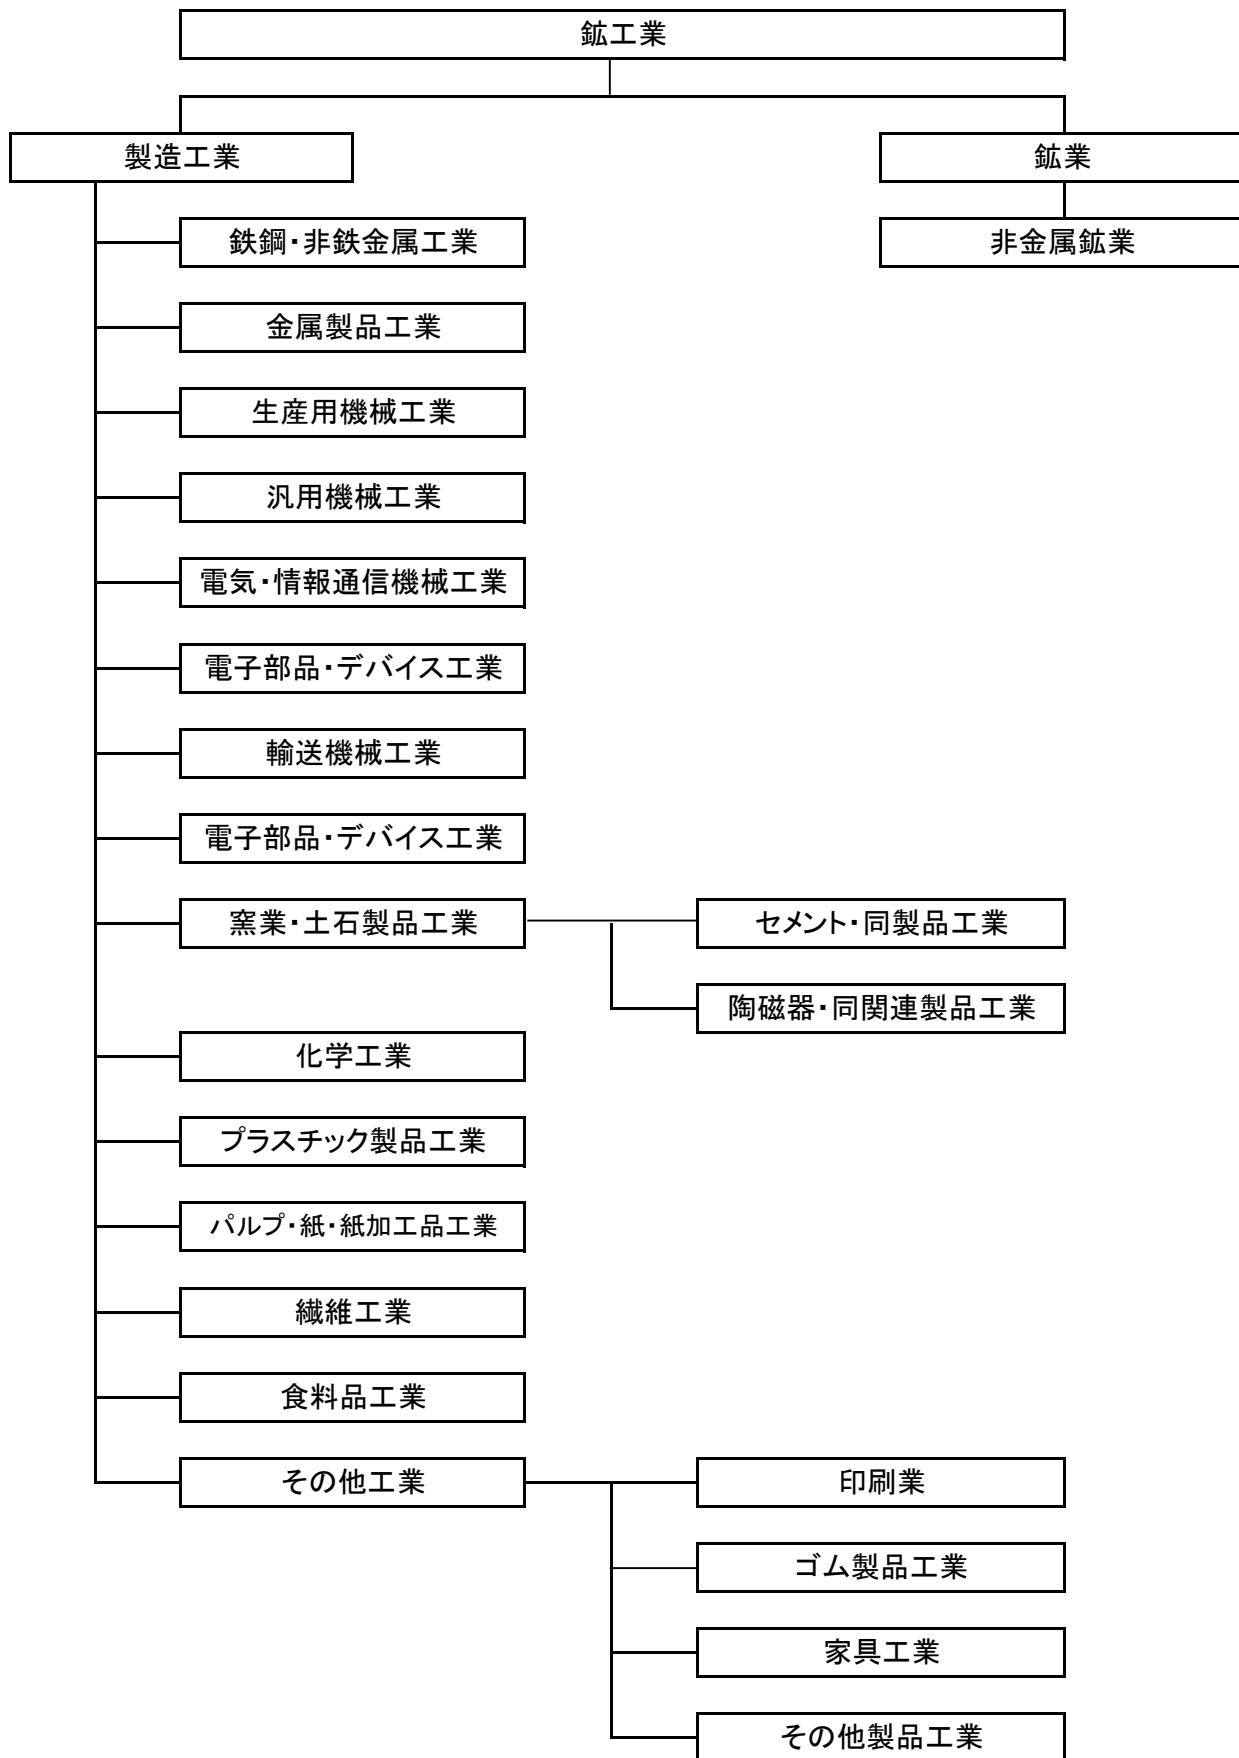 鉱工業
製造工業
鉱業
鉄鋼・非鉄金属工業
非金属鉱業
金属製品工業
生産用機械工業
汎用機械工業
電気・情報通信機械工業
電子部品・デバイス工業
輸送機械工業
電子部品・デバイス工業
窯業・土石製品工業
セメント・同製品工業
陶磁器・同関連製品工業
化学工業
プラスチック製品工業
パルプ・紙・紙加工品工業
繊維工業
食料品工業
その他工業
印刷業
ゴム製品工業
家具工業
その他製品工業